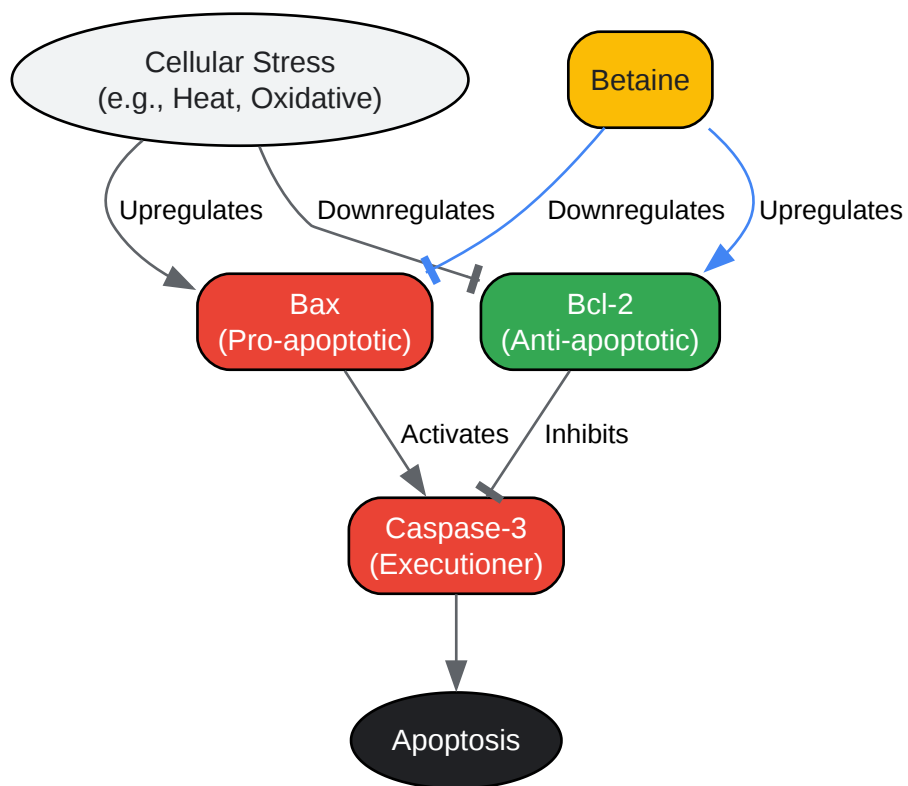 Cellular Stress
(e.g., Heat, Oxidative)
Betaine
Upregulates
Downregulates
Downregulates
Upregulates
Bax
(Pro-apoptotic)
Bcl-2
(Anti-apoptotic)
Activates
Inhibits
Caspase-3
(Executioner)
Apoptosis